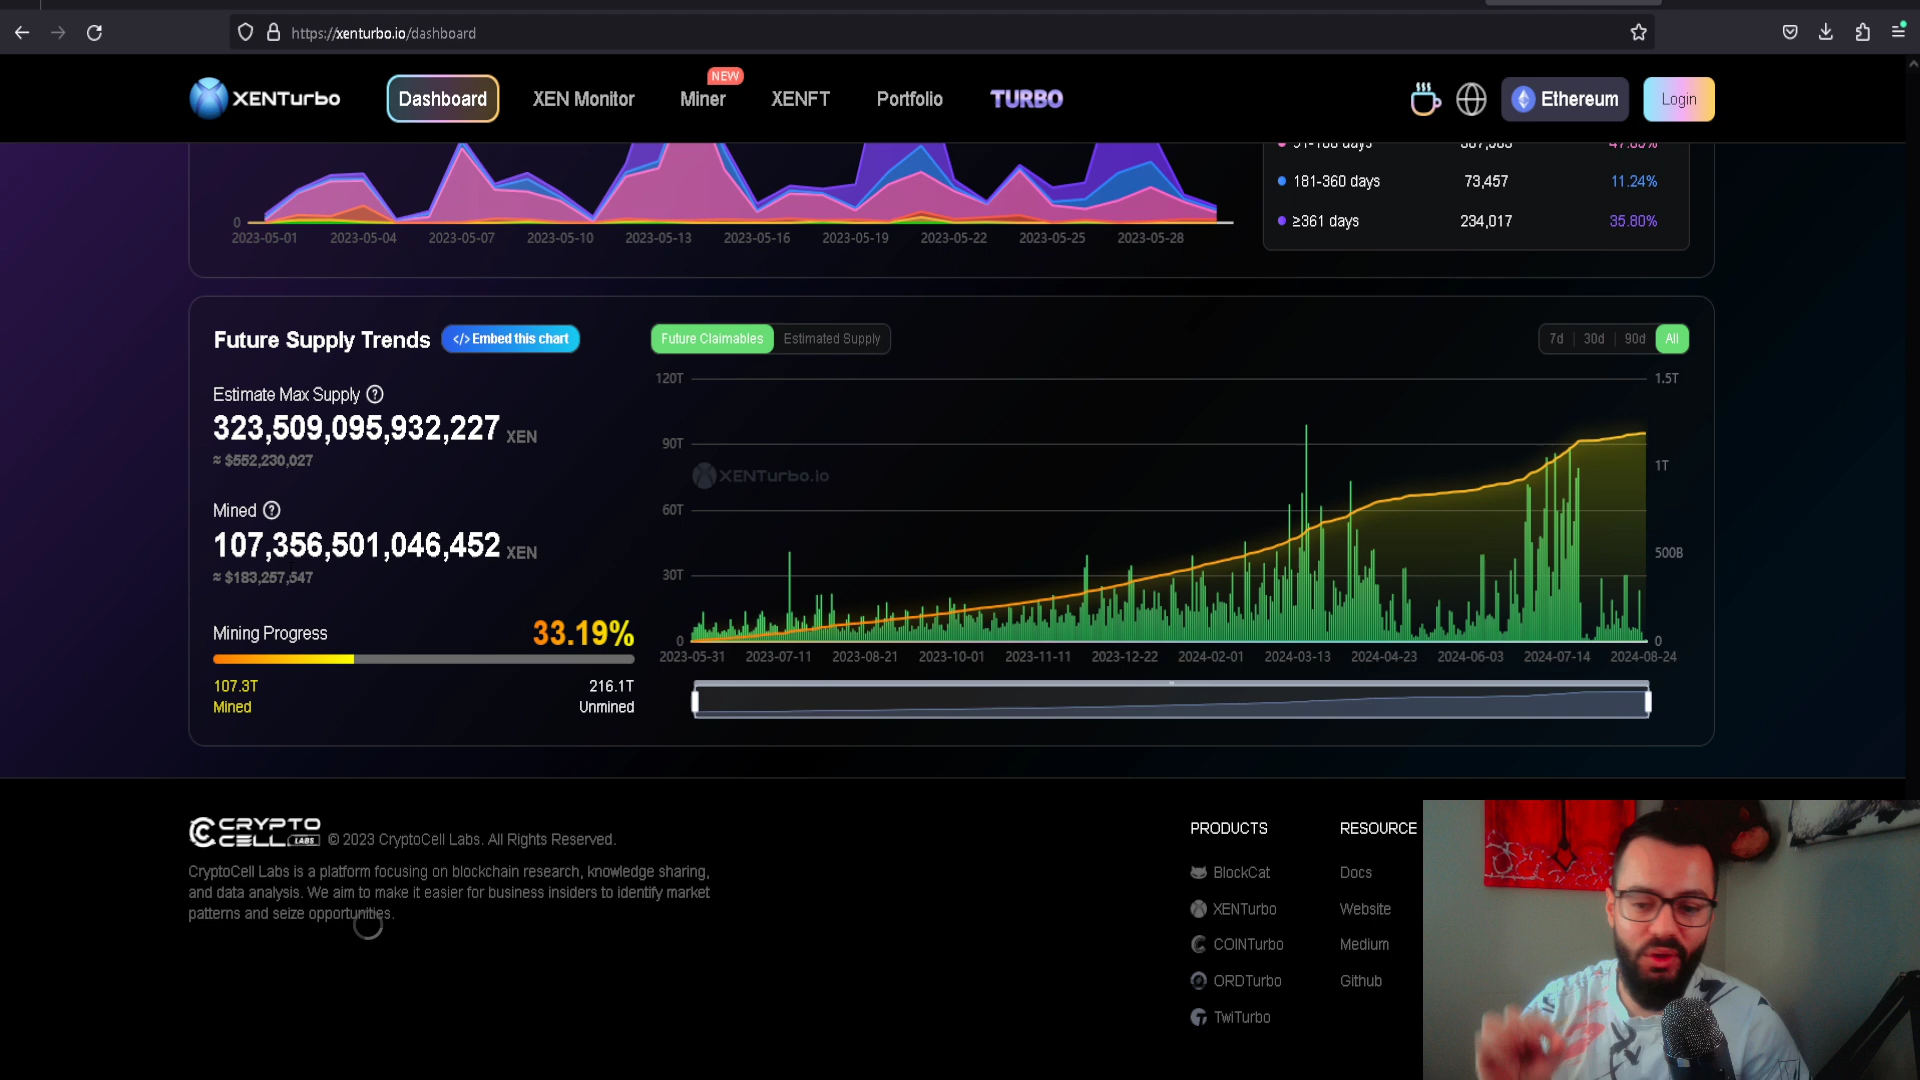 https://xenturbo.io/dashboard
XENTurbo
Dashboard
XEN Monitor
NEW
Miner
XENFT
Portfolio
TURBO
Ethereum
Login
181-360 days 73,457 11.24%
≥361 days 234,017 35.80%
0
2023-05-01 2023-05-04 2023-05-07 2023-05-10 2023-05-13 2023-05-16 2023-05-19 2023-05-22 2023-05-25 2023-05-28
Future Supply Trends
</> Embed this chart
Future Claimables
Estimated Supply
7d 30d 90d All
Estimate Max Supply ?
323,509,095,932,227 XEN
≈ $552,230,027
Mined ?
107,356,501,046,452 XEN
≈ $183,257,547
Mining Progress 33.19%
107.3T 216.1T
Mined Unmined
120T 1.5T
90T
1T
XENTurbo.io
60T
500B
30T
0 0
2023-05-31 2023-07-11 2023-08-21 2023-10-01 2023-11-11 2023-12-22 2024-02-01 2024-03-13 2024-04-23 2024-06-03 2024-07-14 2024-08-24
CRYPTO
CELL LABS
© 2023 CryptoCell Labs. All Rights Reserved.
CryptoCell Labs is a platform focusing on blockchain research, knowledge sharing,
and data analysis. We aim to make it easier for business insiders to identify market
patterns and seize opportunities.
PRODUCTS
BlockCat
XENTurbo
COINTurbo
ORDTurbo
TwiTurbo
RESOURCE
Docs
Website
Medium
Github